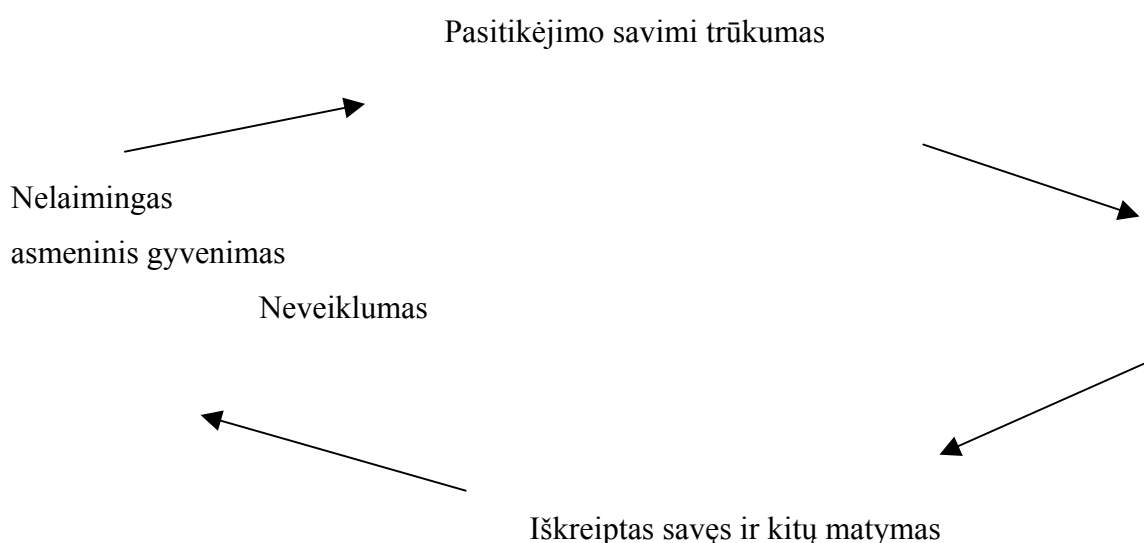 Pasitikėjimo savimi trūkumas
Nelaimingas
asmeninis gyvenimas
Neveiklumas
Iškreiptas savęs ir kitų matymas